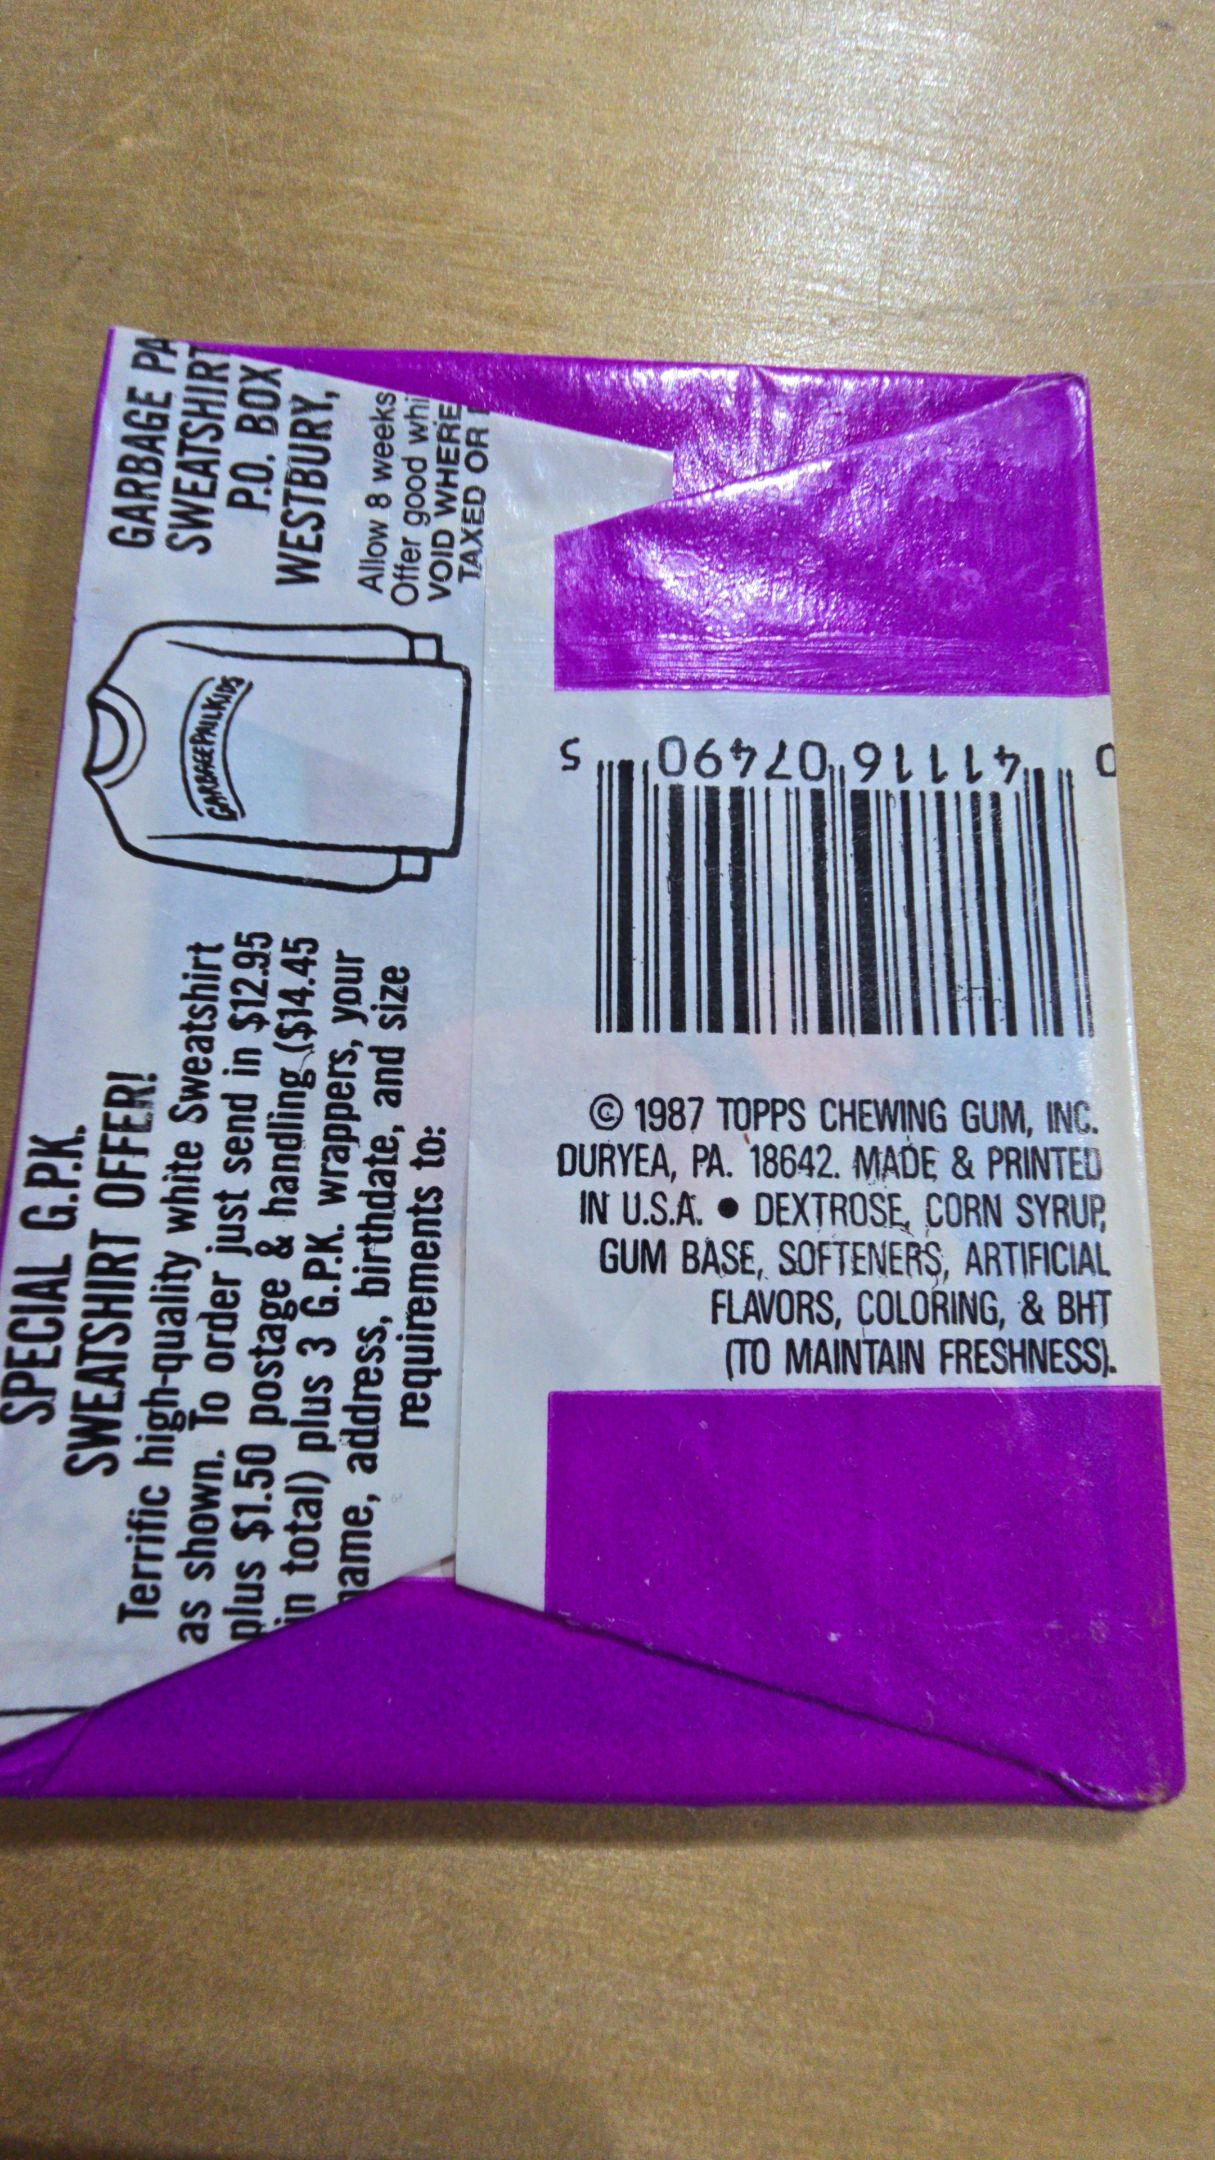 SPECIAL G.P.K.
SWEATSHIRT OFFER!
Terrific high-quality white Sweatshirt
as shown. To order just send in $12.95
plus $1.50 postage & handling ($14.45
in total) plus 3 G.P.K. wrappers, your
name, address, birthdate, and size
requirements to:
GARBAGE PAIL KIDS
GARBAGE PA
SWEATSHIRT
P.O. BOX
WESTBURY,
Allow 8 weeks
Offer good whi
VOID WHERE
TAXED OR
0 41116 07490 5
© 1987 TOPPS CHEWING GUM, INC.
DURYEA, PA. 18642. MADE & PRINTED
IN U.S.A. ● DEXTROSE, CORN SYRUP,
GUM BASE, SOFTENERS, ARTIFICIAL
FLAVORS, COLORING, & BHT
(TO MAINTAIN FRESHNESS).